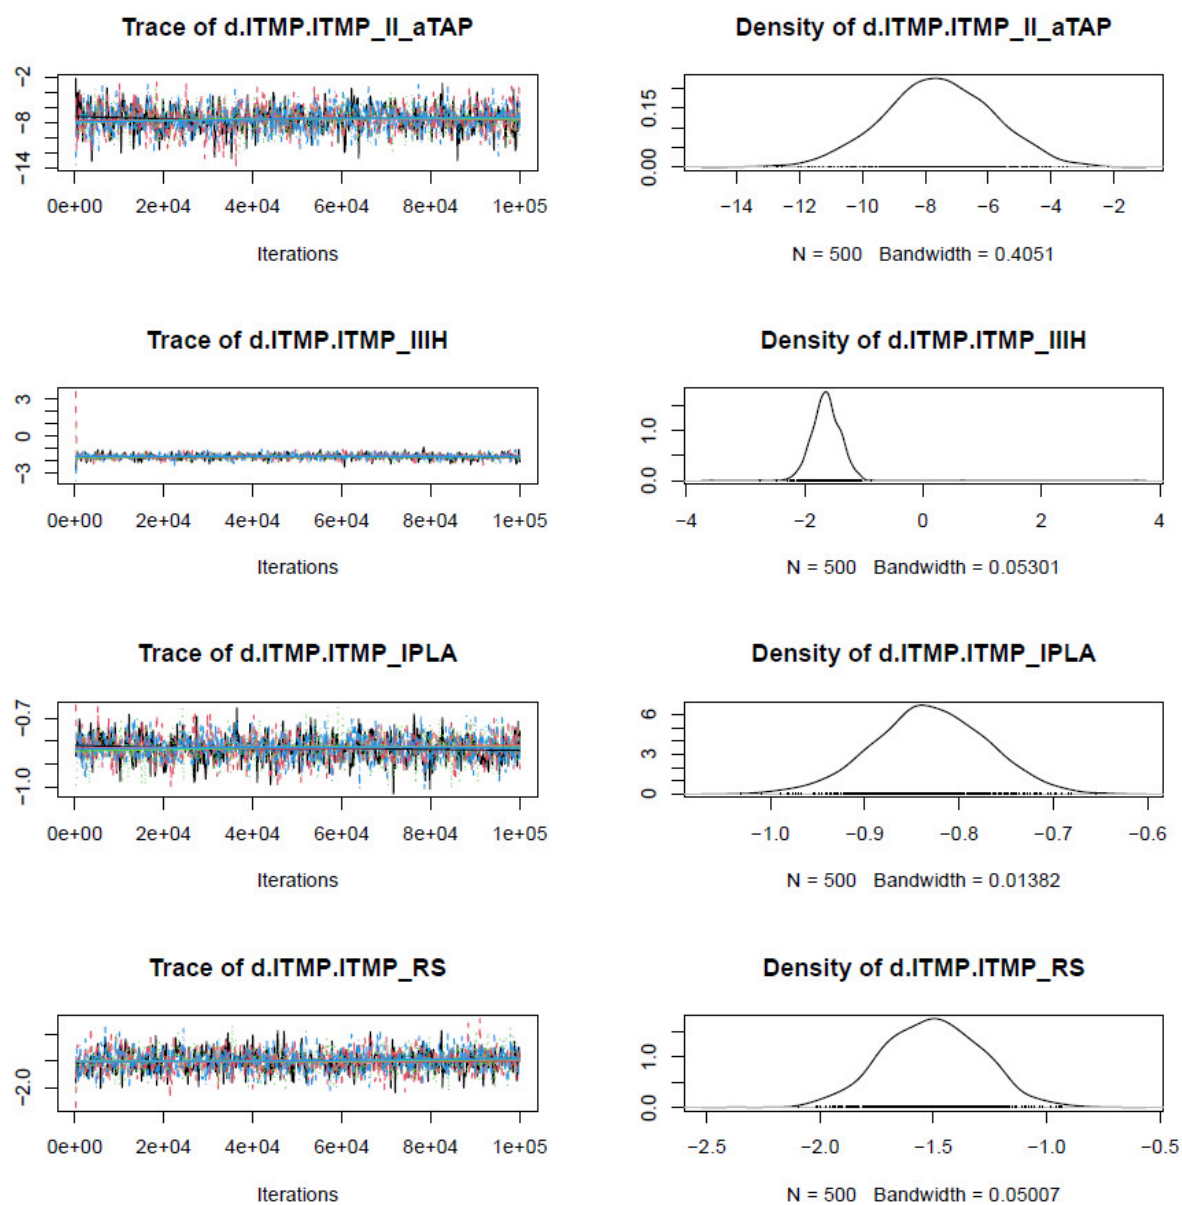 Trace of d.ITMP.ITMP_II_aTAP
Density of d.ITMP.ITMP_II_aTAP
−2
−8
−14
0e+00 2e+04 4e+04 6e+04 8e+04 1e+05
Iterations
0.15
0.00
−14 −12 −10 −8 −6 −4 −2
N = 500 Bandwidth = 0.4051
Trace of d.ITMP.ITMP_IIIH
Density of d.ITMP.ITMP_IIIH
3
0
−3
0e+00 2e+04 4e+04 6e+04 8e+04 1e+05
Iterations
1.0
0.0
−4 −2 0 2 4
N = 500 Bandwidth = 0.05301
Trace of d.ITMP.ITMP_IPLA
Density of d.ITMP.ITMP_IPLA
−0.7
−1.0
0e+00 2e+04 4e+04 6e+04 8e+04 1e+05
Iterations
6
3
0
−1.0 −0.9 −0.8 −0.7 −0.6
N = 500 Bandwidth = 0.01382
Trace of d.ITMP.ITMP_RS
Density of d.ITMP.ITMP_RS
−2.0
0e+00 2e+04 4e+04 6e+04 8e+04 1e+05
Iterations
1.0
0.0
−2.5 −2.0 −1.5 −1.0 −0.5
N = 500 Bandwidth = 0.05007